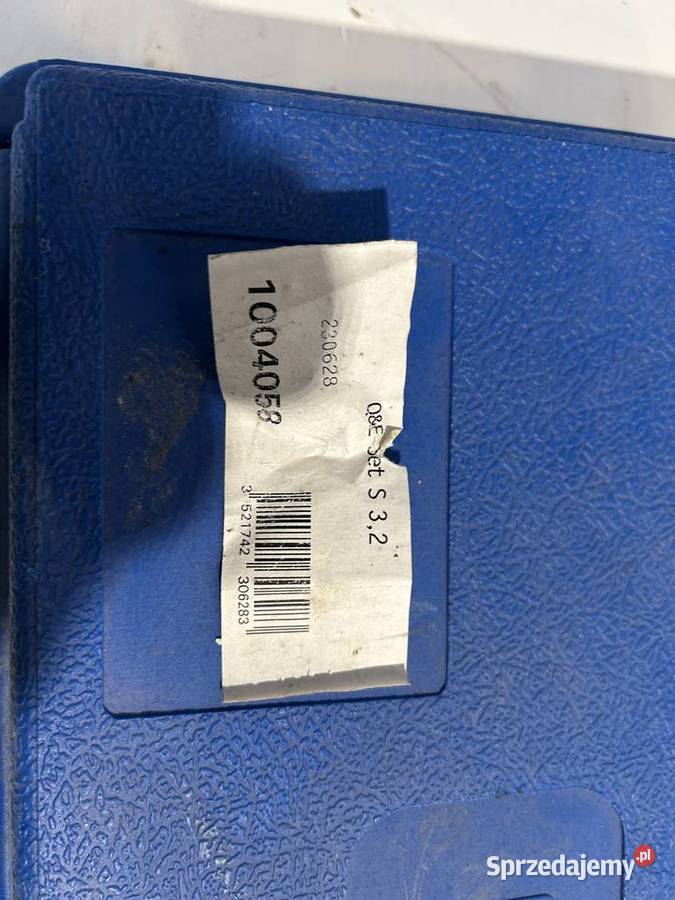 Q&E Set S 3,2
230628
1004058
3 521742 306283
Sprzedajemy.pl